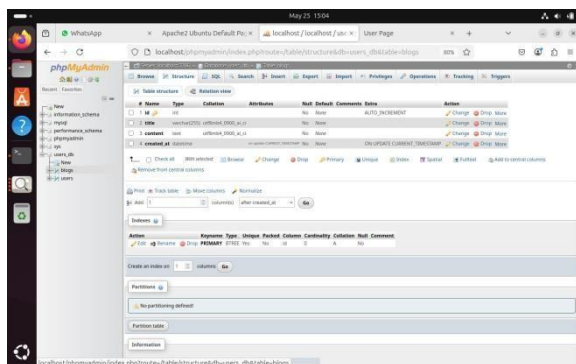 May 25 15:04
WhatsApp
Apache2 Ubuntu Default Pa
localhost / localhost / use
User Page
localhost/phpmyadmin/index.php?route=/table/structure&db=users_db&table=blogs
80%
phpMyAdmin
Recent Favorites
New
information_schema
mysql
performance_schema
sys
users_db
New
blogs
users
Browse Structure SQL Search Insert Export Import Privileges Operations Tracking Triggers
Table structure Relation view
# Name Type Collation Attributes Null Default Comments Extra Action
1 id int No None AUTO_INCREMENT Change Drop More
2 title varchar(255) utf8mb4_0900_ai_ci No None Change Drop More
3 content text utf8mb4_0900_ai_ci No None Change Drop More
4 created_at datetime on update CURRENT_TIMESTAMP No None ON UPDATE CURRENT_TIMESTAMP Change Drop More
Check all With selected: Browse Change Drop Primary Unique Index Spatial Fulltext Add to central columns
Remove from central columns
Print Track table Move columns Normalize
Add 1 column(s) after created_at Go
Indexes
Action Keyname Type Unique Packed Column Cardinality Collation Null Comment
Edit Rename Drop PRIMARY BTREE Yes No id 0 A No
Create an index on 1 columns Go
Partitions
No partitioning defined!
Partition table
Information
localhost/phpmyadmin/index.php?route=/table/structure&db=users_db&table=blogs